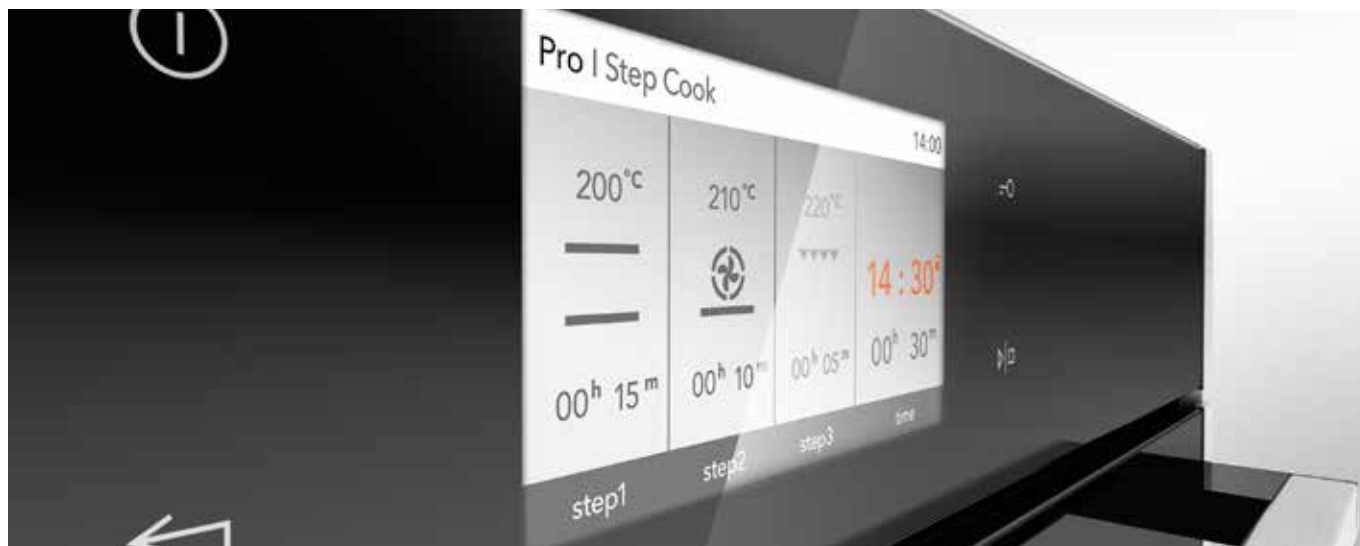 Pro | Step Cook
14:00
200°C
210°C
220°C
14 : 30
00h 15m
00h 10m
00h 05m
00h 30m
step1
step2
step3
time